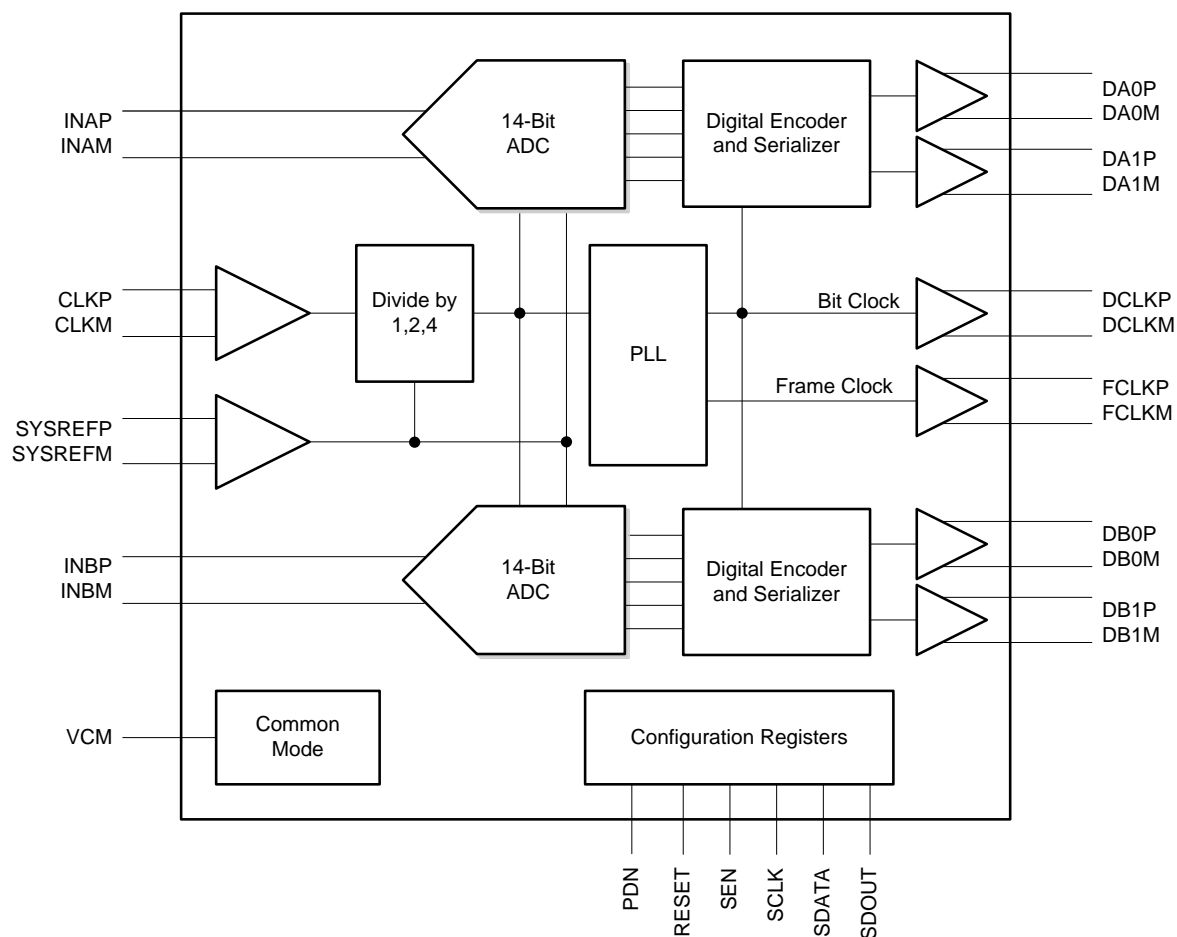 INAP
INAM
14-Bit
ADC
Digital Encoder
and Serializer
DA0P
DA0M
DA1P
DA1M
CLKP
CLKM
Divide by
1,2,4
PLL
Bit Clock
DCLKP
DCLKM
Frame Clock
FCLKP
FCLKM
SYSREFP
SYSREFM
INBP
INBM
14-Bit
ADC
Digital Encoder
and Serializer
DB0P
DB0M
DB1P
DB1M
VCM
Common
Mode
Configuration Registers
PDN
RESET
SEN
SCLK
SDATA
SDOUT